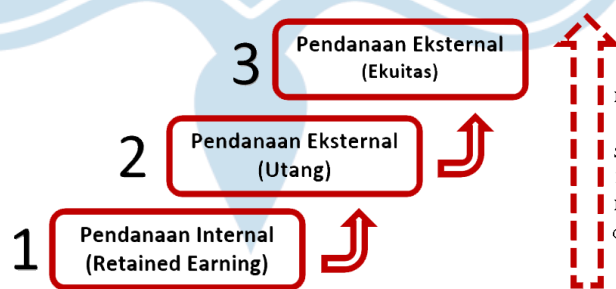 3
Pendanaan Eksternal
(Ekuitas)
2
Pendanaan Eksternal
(Utang)
1
Pendanaan Internal
(Retained Earning)